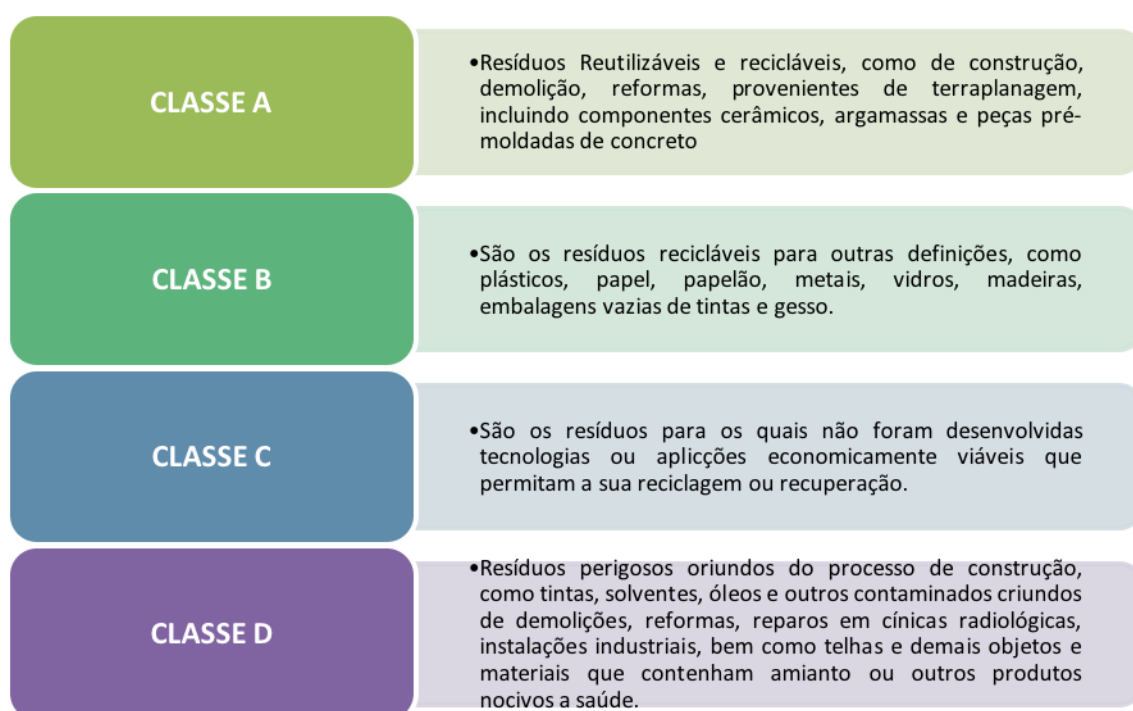 CLASSE A
•Resíduos Reutilizáveis e recicláveis, como de construção,
demolição, reformas, provenientes de terraplanagem,
incluindo componentes cerâmicos, argamassas e peças pré-
moldadas de concreto
CLASSE B
•São os resíduos recicláveis para outras definições, como
plásticos, papel, papelão, metais, vidros, madeiras,
embalagens vazias de tintas e gesso.
CLASSE C
•São os resíduos para os quais não foram desenvolvidas
tecnologias ou aplicções economicamente viáveis que
permitam a sua reciclagem ou recuperação.
CLASSE D
•Resíduos perigosos oriundos do processo de construção,
como tintas, solventes, óleos e outros contaminados criundos
de demolições, reformas, reparos em cínicas radiológicas,
instalações industriais, bem como telhas e demais objetos e
materiais que contenham amianto ou outros produtos
nocivos a saúde.